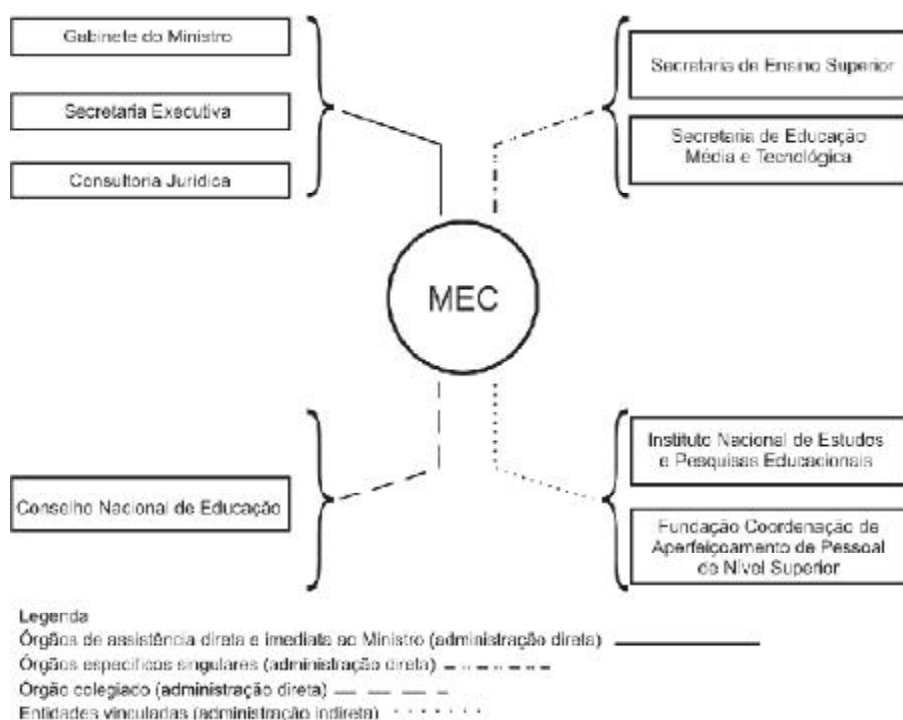 Gabinete do Ministro
Secretaria Executiva
Consultoria Jurídica
Secretaria de Ensino Superior
Secretaria de Educação
Média e Tecnológica
MEC
Conselho Nacional de Educação
Instituto Nacional de Estudos
e Pesquisas Educacionais
Fundação Coordenação de
Aperfeiçoamento de Pessoal
de Nível Superior
Legenda
Órgãos de assistência direta e imediata ao Ministro (administração direta)
Órgãos específicos singulares (administração direta)
Órgão colegiado (administração direta)
Entidades vinculadas (administração indireta)